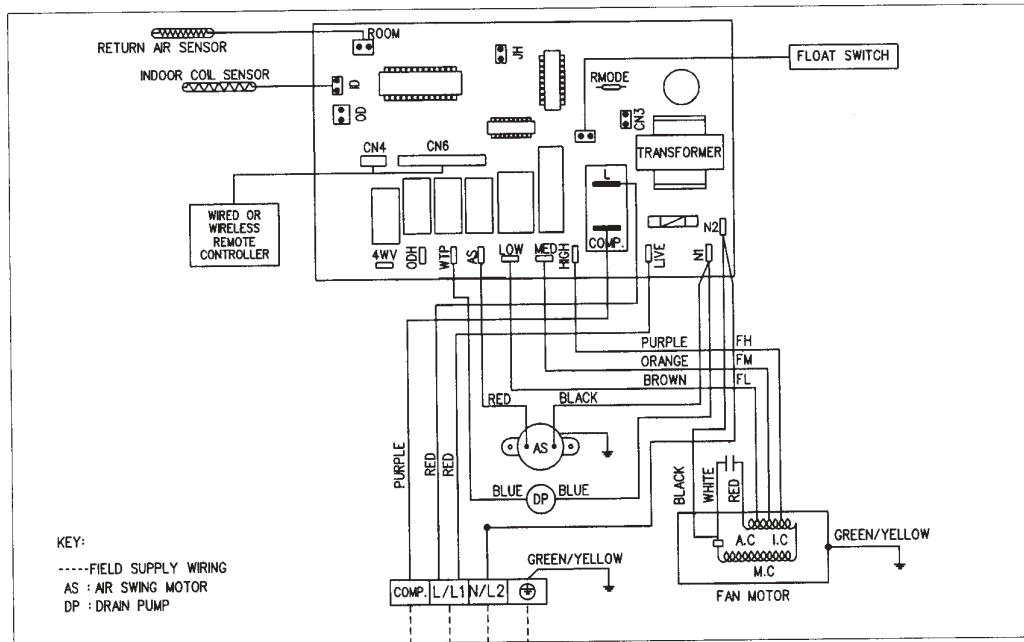 ROOM
RETURN AIR SENSOR
INDOOR COIL SENSOR
ID
OD
JH
RMODE
FLOAT SWITCH
CN3
TRANSFORMER
CN4
CN6
L
COMP.
WIRED OR
WIRELESS
REMOTE
CONTROLLER
4WV
ODH
WTP
AS
LOW
MED
HIGH
LIVE
N1
N2
PURPLE
FH
ORANGE
FM
BROWN
FL
RED
BLACK
AS
PURPLE
RED
RED
BLUE
DP
BLUE
BLACK
WHITE
RED
A.C
I.C
M.C
GREEN/YELLOW
FAN MOTOR
GREEN/YELLOW
COMP.
L/L1
N/L2
KEY:
-----FIELD SUPPLY WIRING
AS : AIR SWING MOTOR
DP : DRAIN PUMP